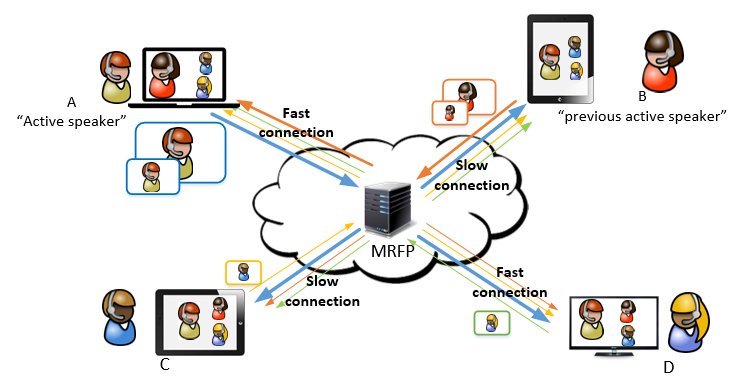 A
“Active speaker”
Fast
connection
B
“previous active speaker”
Slow
connection
MRFP
Slow
connection
Fast
connection
C
D